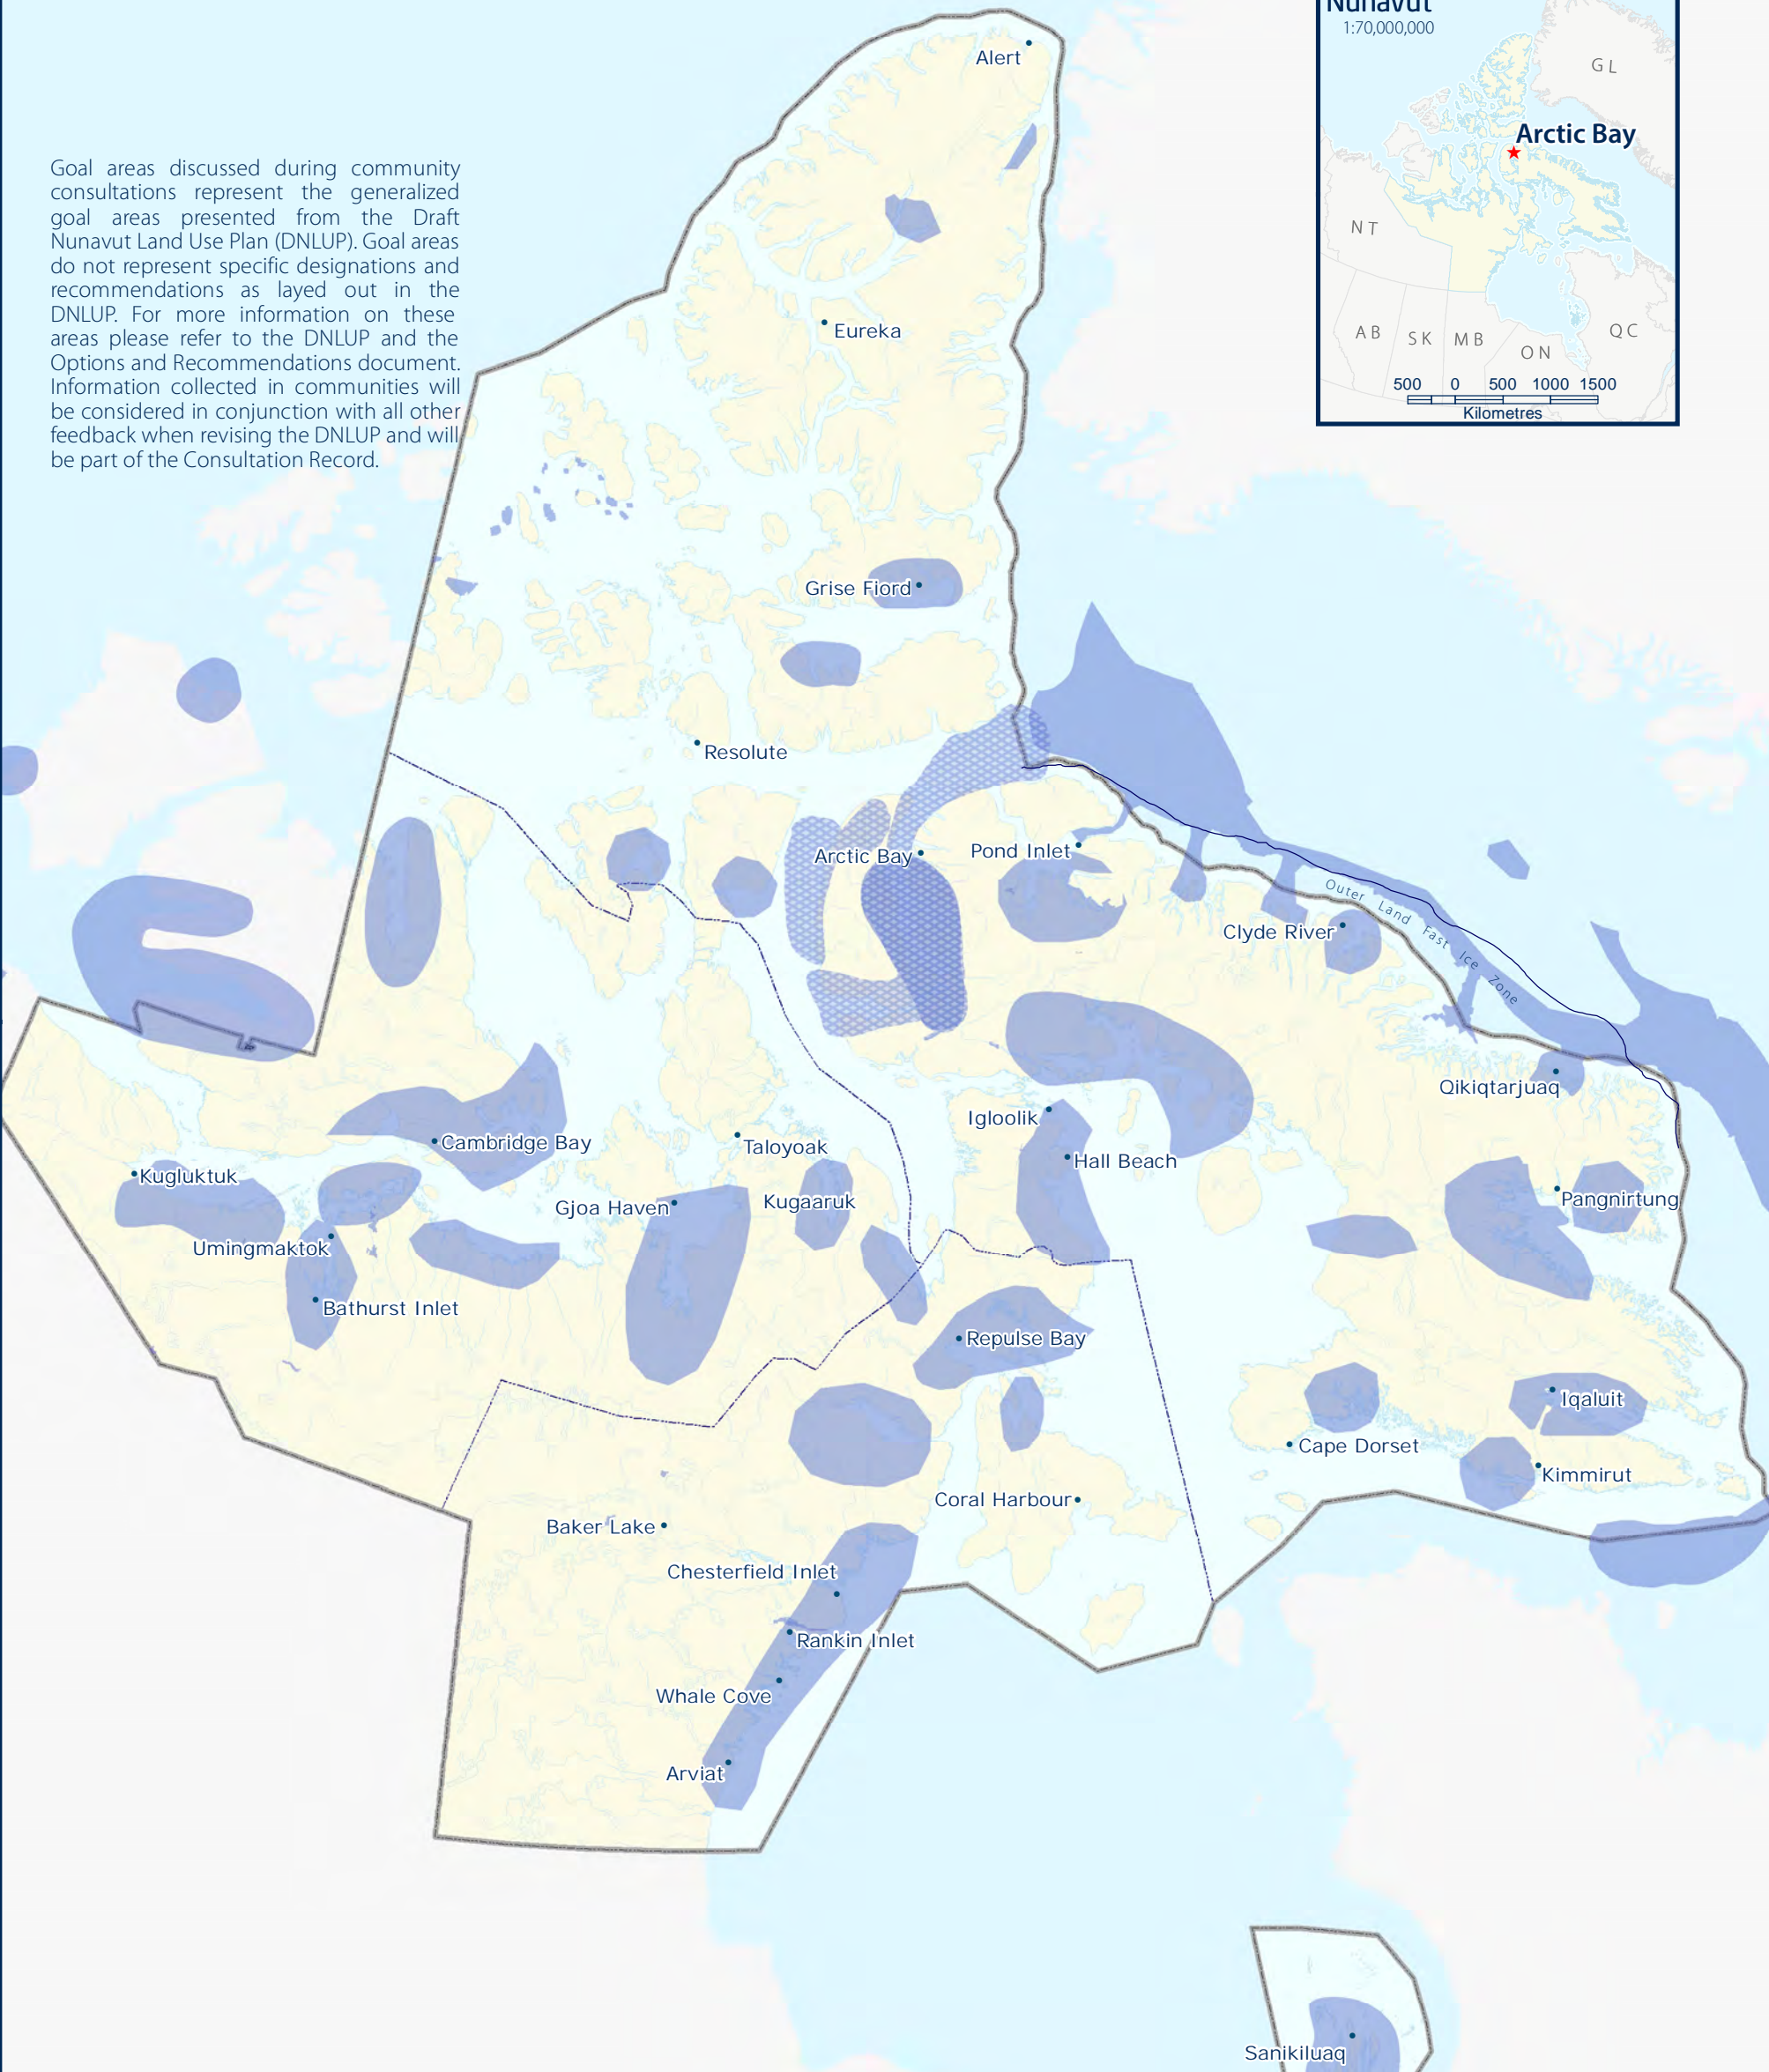 Nunavut
1:70,000,000
GL
Arctic Bay
NT
AB
SK
MB
ON
QC
500 0 500 1000 1500
Kilometres
Alert
Goal areas discussed during community
consultations represent the generalized
goal areas presented from the Draft
Nunavut Land Use Plan (DNLUP). Goal areas
do not represent specific designations and
recommendations as layed out in the
DNLUP. For more information on these
areas please refer to the DNLUP and the
Options and Recommendations document.
Information collected in communities will
be considered in conjunction with all other
feedback when revising the DNLUP and will
be part of the Consultation Record.
Eureka
Grise Fiord
Resolute
Arctic Bay
Pond Inlet
Outer Land Fast Ice Zone
Clyde River
Qikiqtarjuaq
Igloolik
Cambridge Bay
Taloyoak
Hall Beach
Kugluktuk
Gjoa Haven
Kugaaruk
Pangnirtung
Umingmaktok
Bathurst Inlet
Repulse Bay
Iqaluit
Cape Dorset
Kimmirut
Coral Harbour
Baker Lake
Chesterfield Inlet
Rankin Inlet
Whale Cove
Arviat
Sanikiluaq